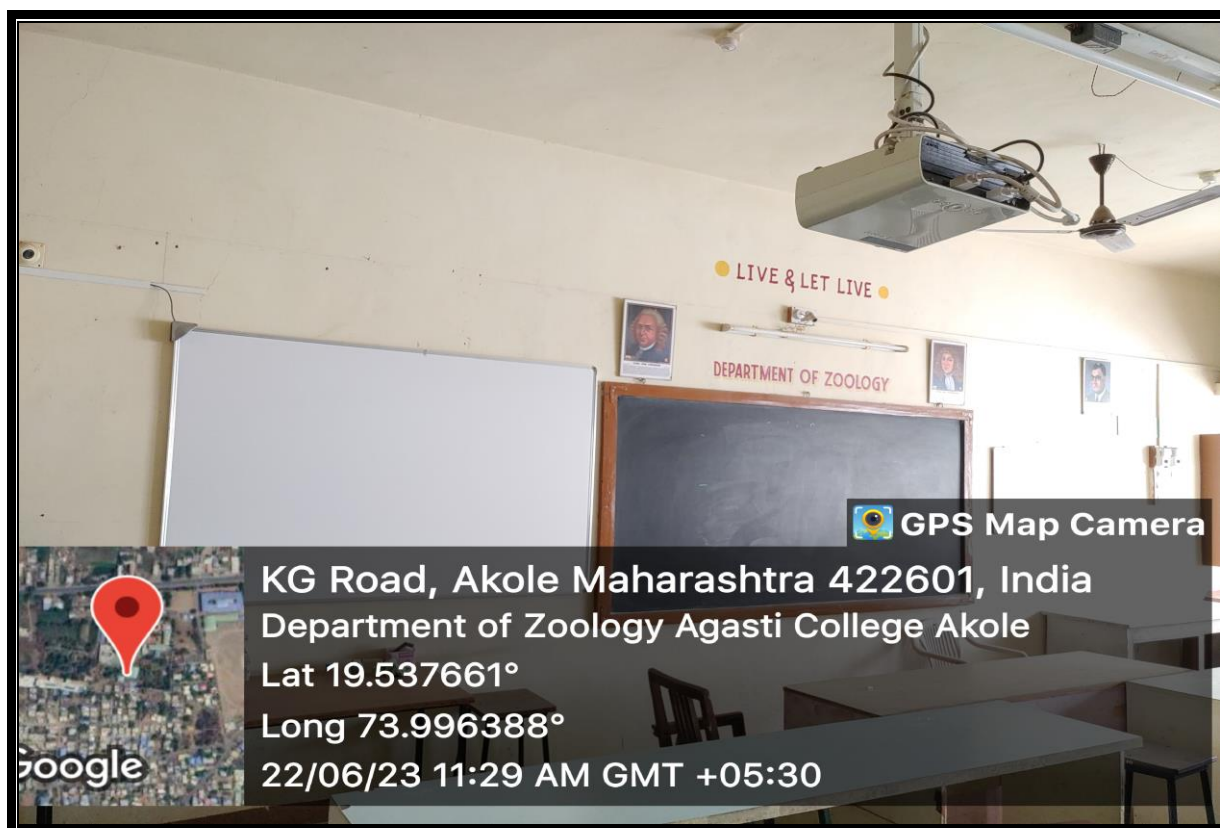 LIVE & LET LIVE
DEPARTMENT OF ZOOLOGY
GPS Map Camera
KG Road, Akole Maharashtra 422601, India
Department of Zoology Agasti College Akole
Lat 19.537661°
Long 73.996388°
22/06/23 11:29 AM GMT +05:30
Google